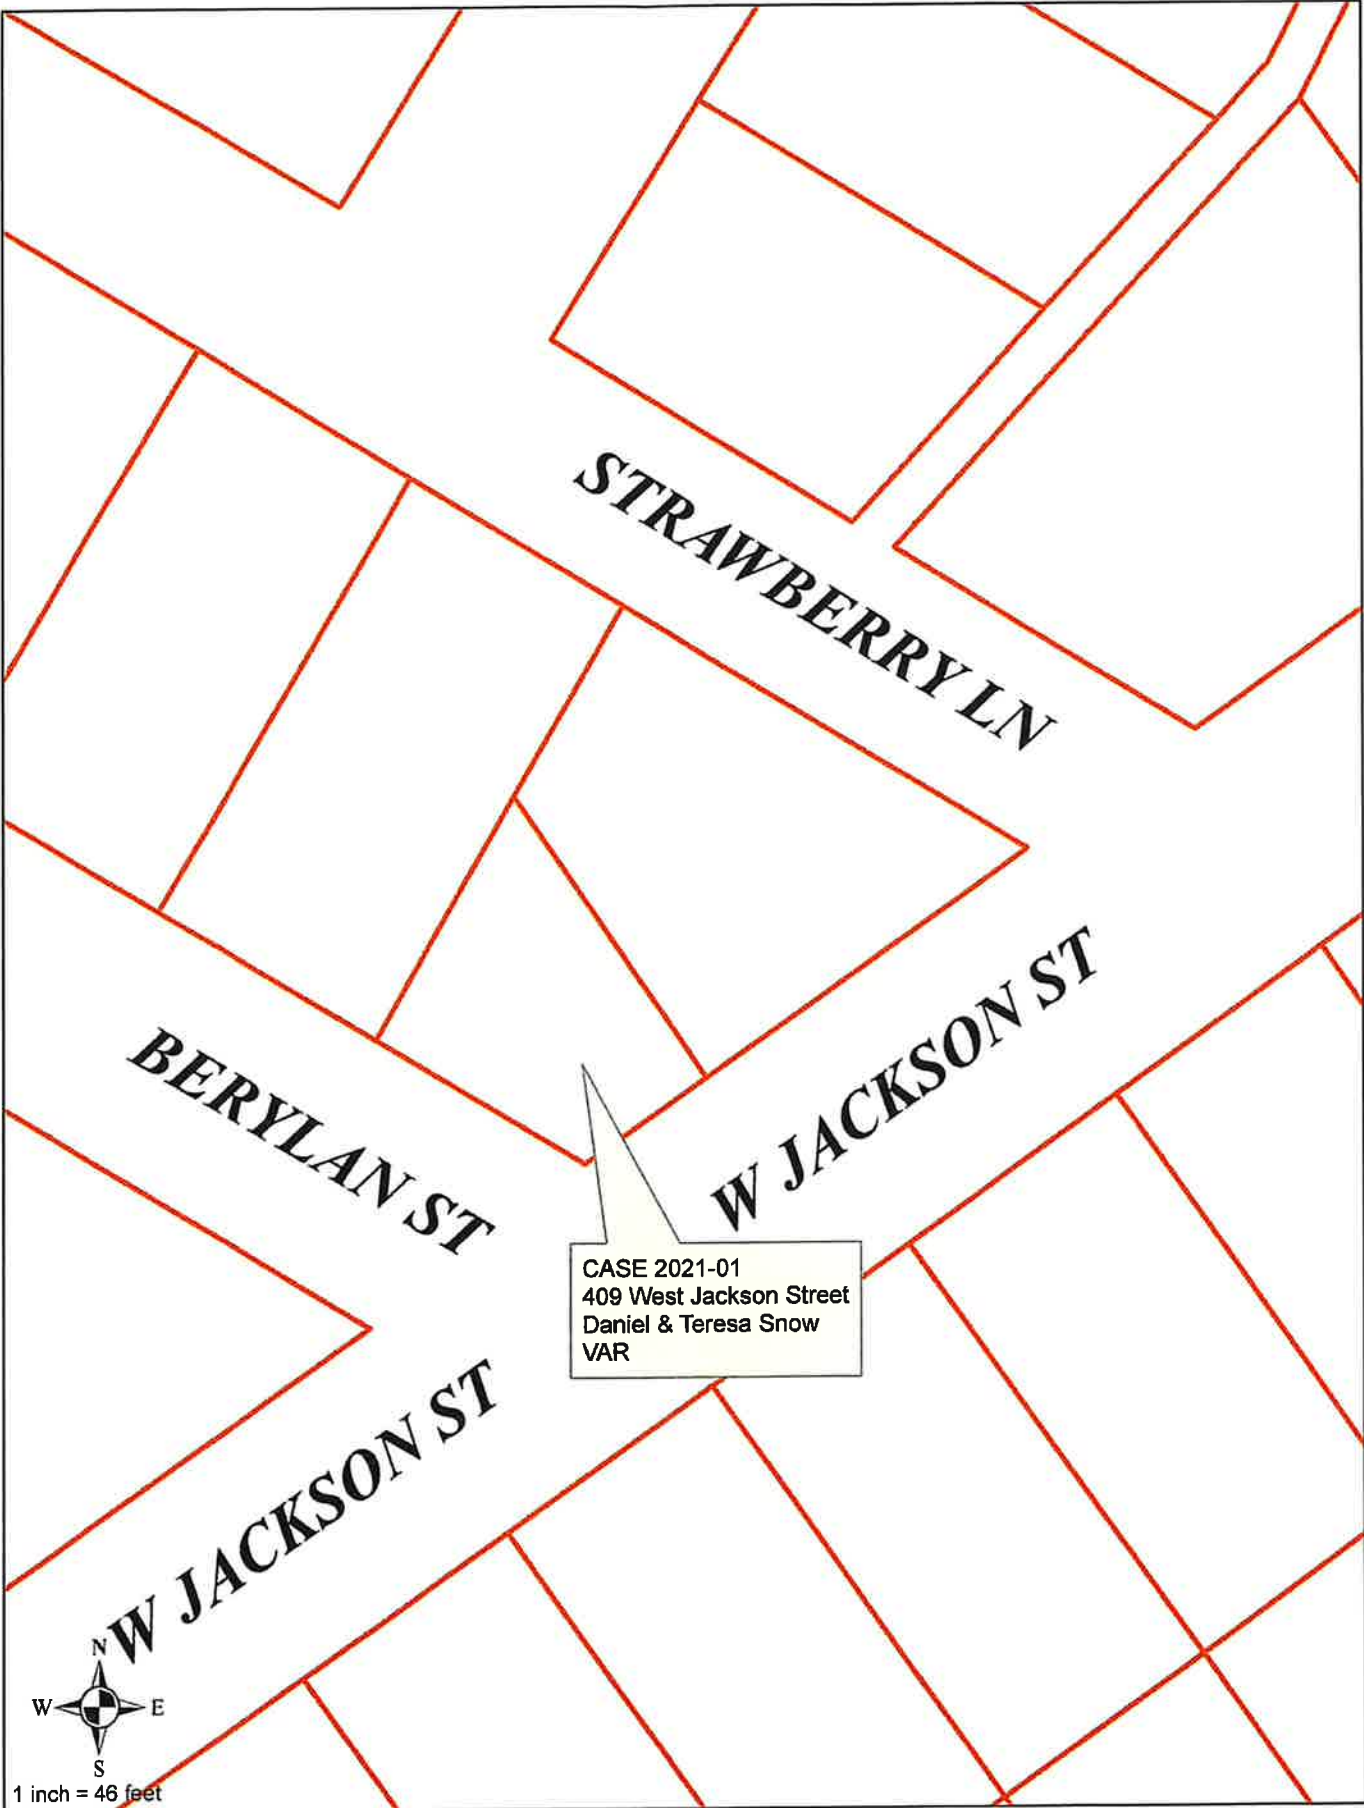 STRAWBERRY LN
W JACKSON ST
BERYLAN ST
CASE 2021-01
409 West Jackson Street
Daniel & Teresa Snow
VAR
W JACKSON ST
N
W E
S
1 inch = 46 feet